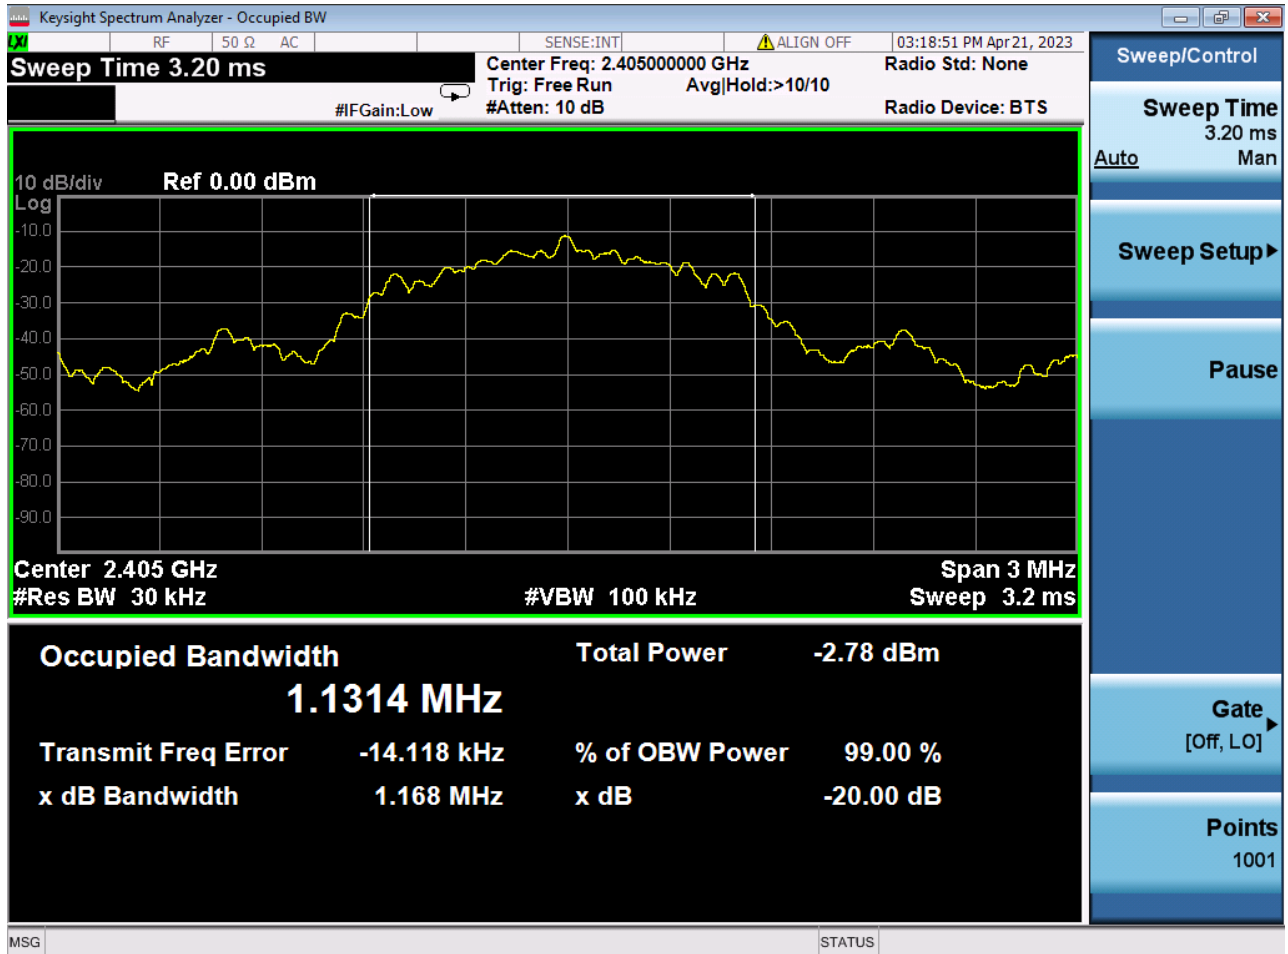 Keysight Spectrum Analyzer - Occupied BW
LXI RF 50 Ω AC SENSE:INT ALIGN OFF 03:18:51 PM Apr 21, 2023
Sweep Time 3.20 ms
Center Freq: 2.405000000 GHz Radio Std: None
Trig: Free Run Avg|Hold:>10/10
#IFGain:Low #Atten: 10 dB Radio Device: BTS
10 dB/div Ref 0.00 dBm
Log
-10.0
-20.0
-30.0
-40.0
-50.0
-60.0
-70.0
-80.0
-90.0
Center 2.405 GHz Span 3 MHz
#Res BW 30 kHz #VBW 100 kHz Sweep 3.2 ms
Occupied Bandwidth Total Power -2.78 dBm
1.1314 MHz
Transmit Freq Error -14.118 kHz % of OBW Power 99.00 %
x dB Bandwidth 1.168 MHz x dB -20.00 dB
MSG STATUS
Sweep/Control
Sweep Time
3.20 ms
Auto Man
Sweep Setup
Pause
Gate
[Off, LO]
Points
1001